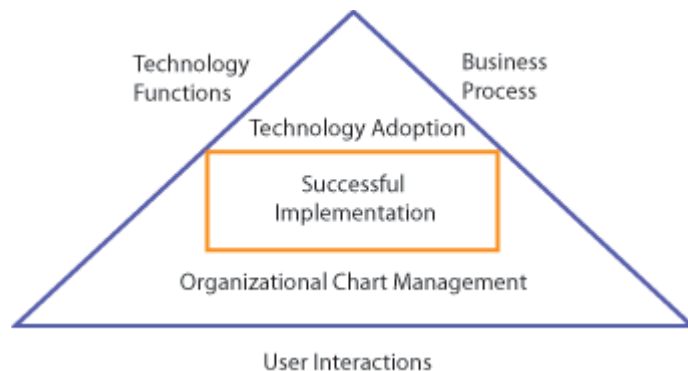 Technology
Functions
Business
Process
Technology Adoption
Successful
Implementation
Organizational Chart Management
User Interactions